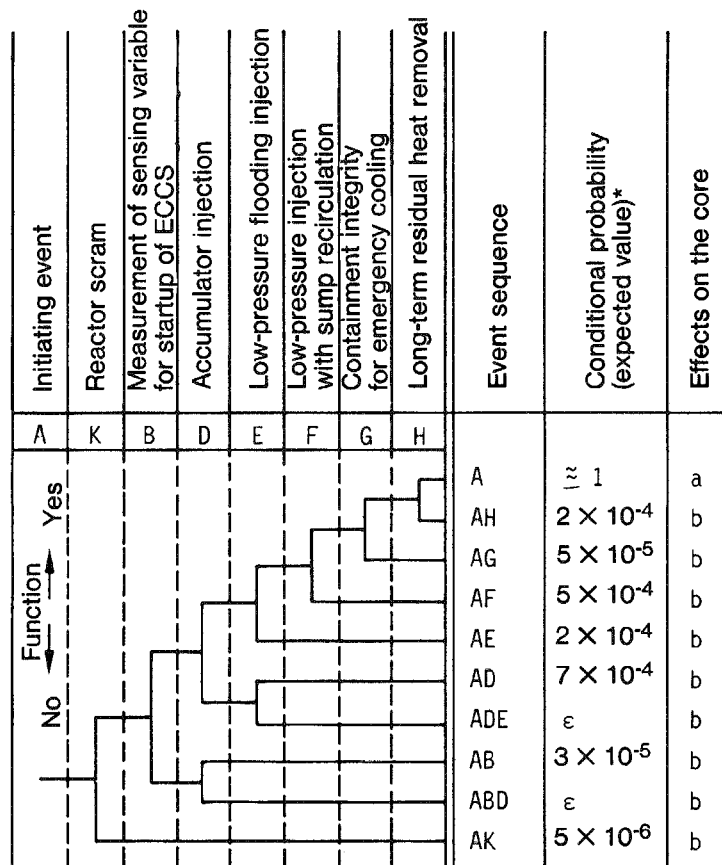 Initiating event
Reactor scram
Measurement of sensing variable
for startup of ECCS
Accumulator injection
Low-pressure flooding injection
Low-pressure injection
with sump recirculation
Containment integrity
for emergency cooling
Long-term residual heat removal
Event sequence
Conditional probability
(expected value)*
Effects on the core
A K B D E F G H
No Function Yes
A ≈ 1 a
AH 2 × 10⁻⁴ b
AG 5 × 10⁻⁵ b
AF 5 × 10⁻⁴ b
AE 2 × 10⁻⁴ b
AD 7 × 10⁻⁴ b
ADE ε b
AB 3 × 10⁻⁵ b
ABD ε b
AK 5 × 10⁻⁶ b